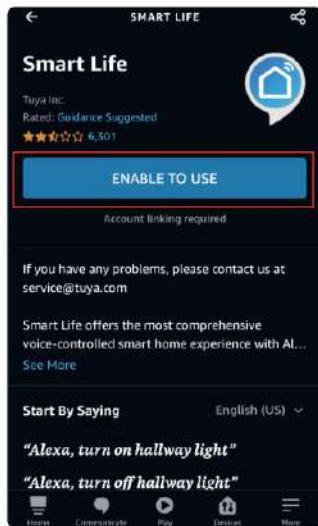 SMART LIFE
Smart Life
Tuya Inc.
Rated: Guidance Suggested
6,301
ENABLE TO USE
Account linking required
If you have any problems, please contact us at
service@tuya.com
Smart Life offers the most comprehensive
voice-controlled smart home experience with Al...
See More
Start By Saying
English (US)
“Alexa, turn on hallway light”
“Alexa, turn off hallway light”
Home Communicate Play Devices More